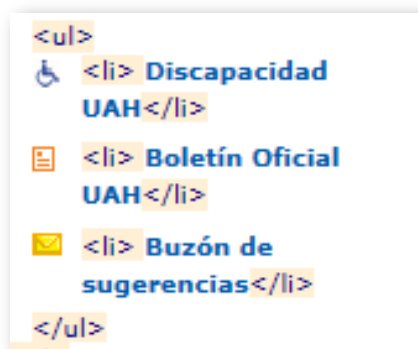 <ul>
<li> Discapacidad
UAH</li>
<li> Boletín Oficial
UAH</li>
<li> Buzón de
sugerencias</li>
</ul>